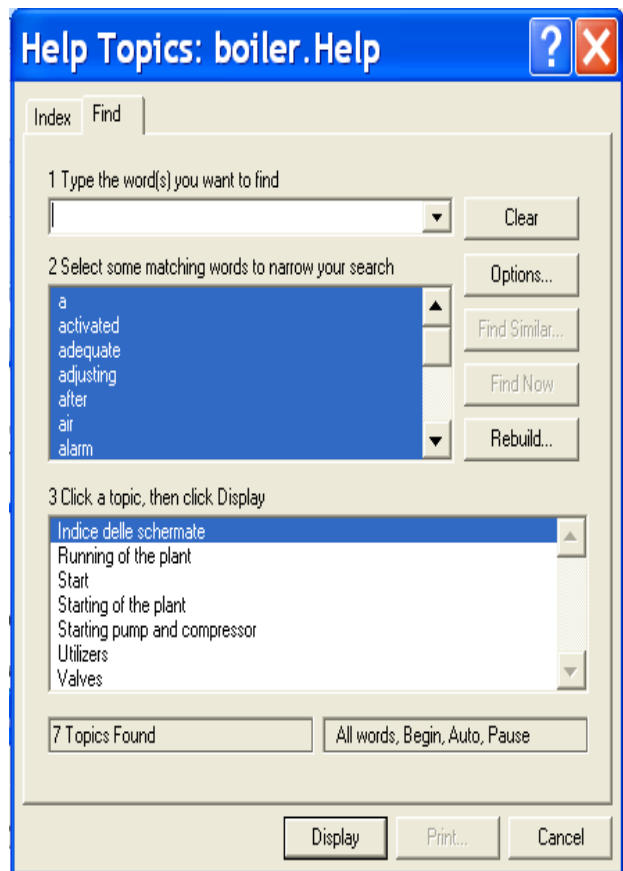 Help Topics: boiler.Help
Index Find
1 Type the word(s) you want to find
Clear
2 Select some matching words to narrow your search
Options...
a
activated
adequate
adjusting
after
air
alarm
Find Similar...
Find Now
Rebuild...
3 Click a topic, then click Display
Indice delle schermate
Running of the plant
Start
Starting of the plant
Starting pump and compressor
Utilizers
Valves
7 Topics Found
All words, Begin, Auto, Pause
Display Print... Cancel